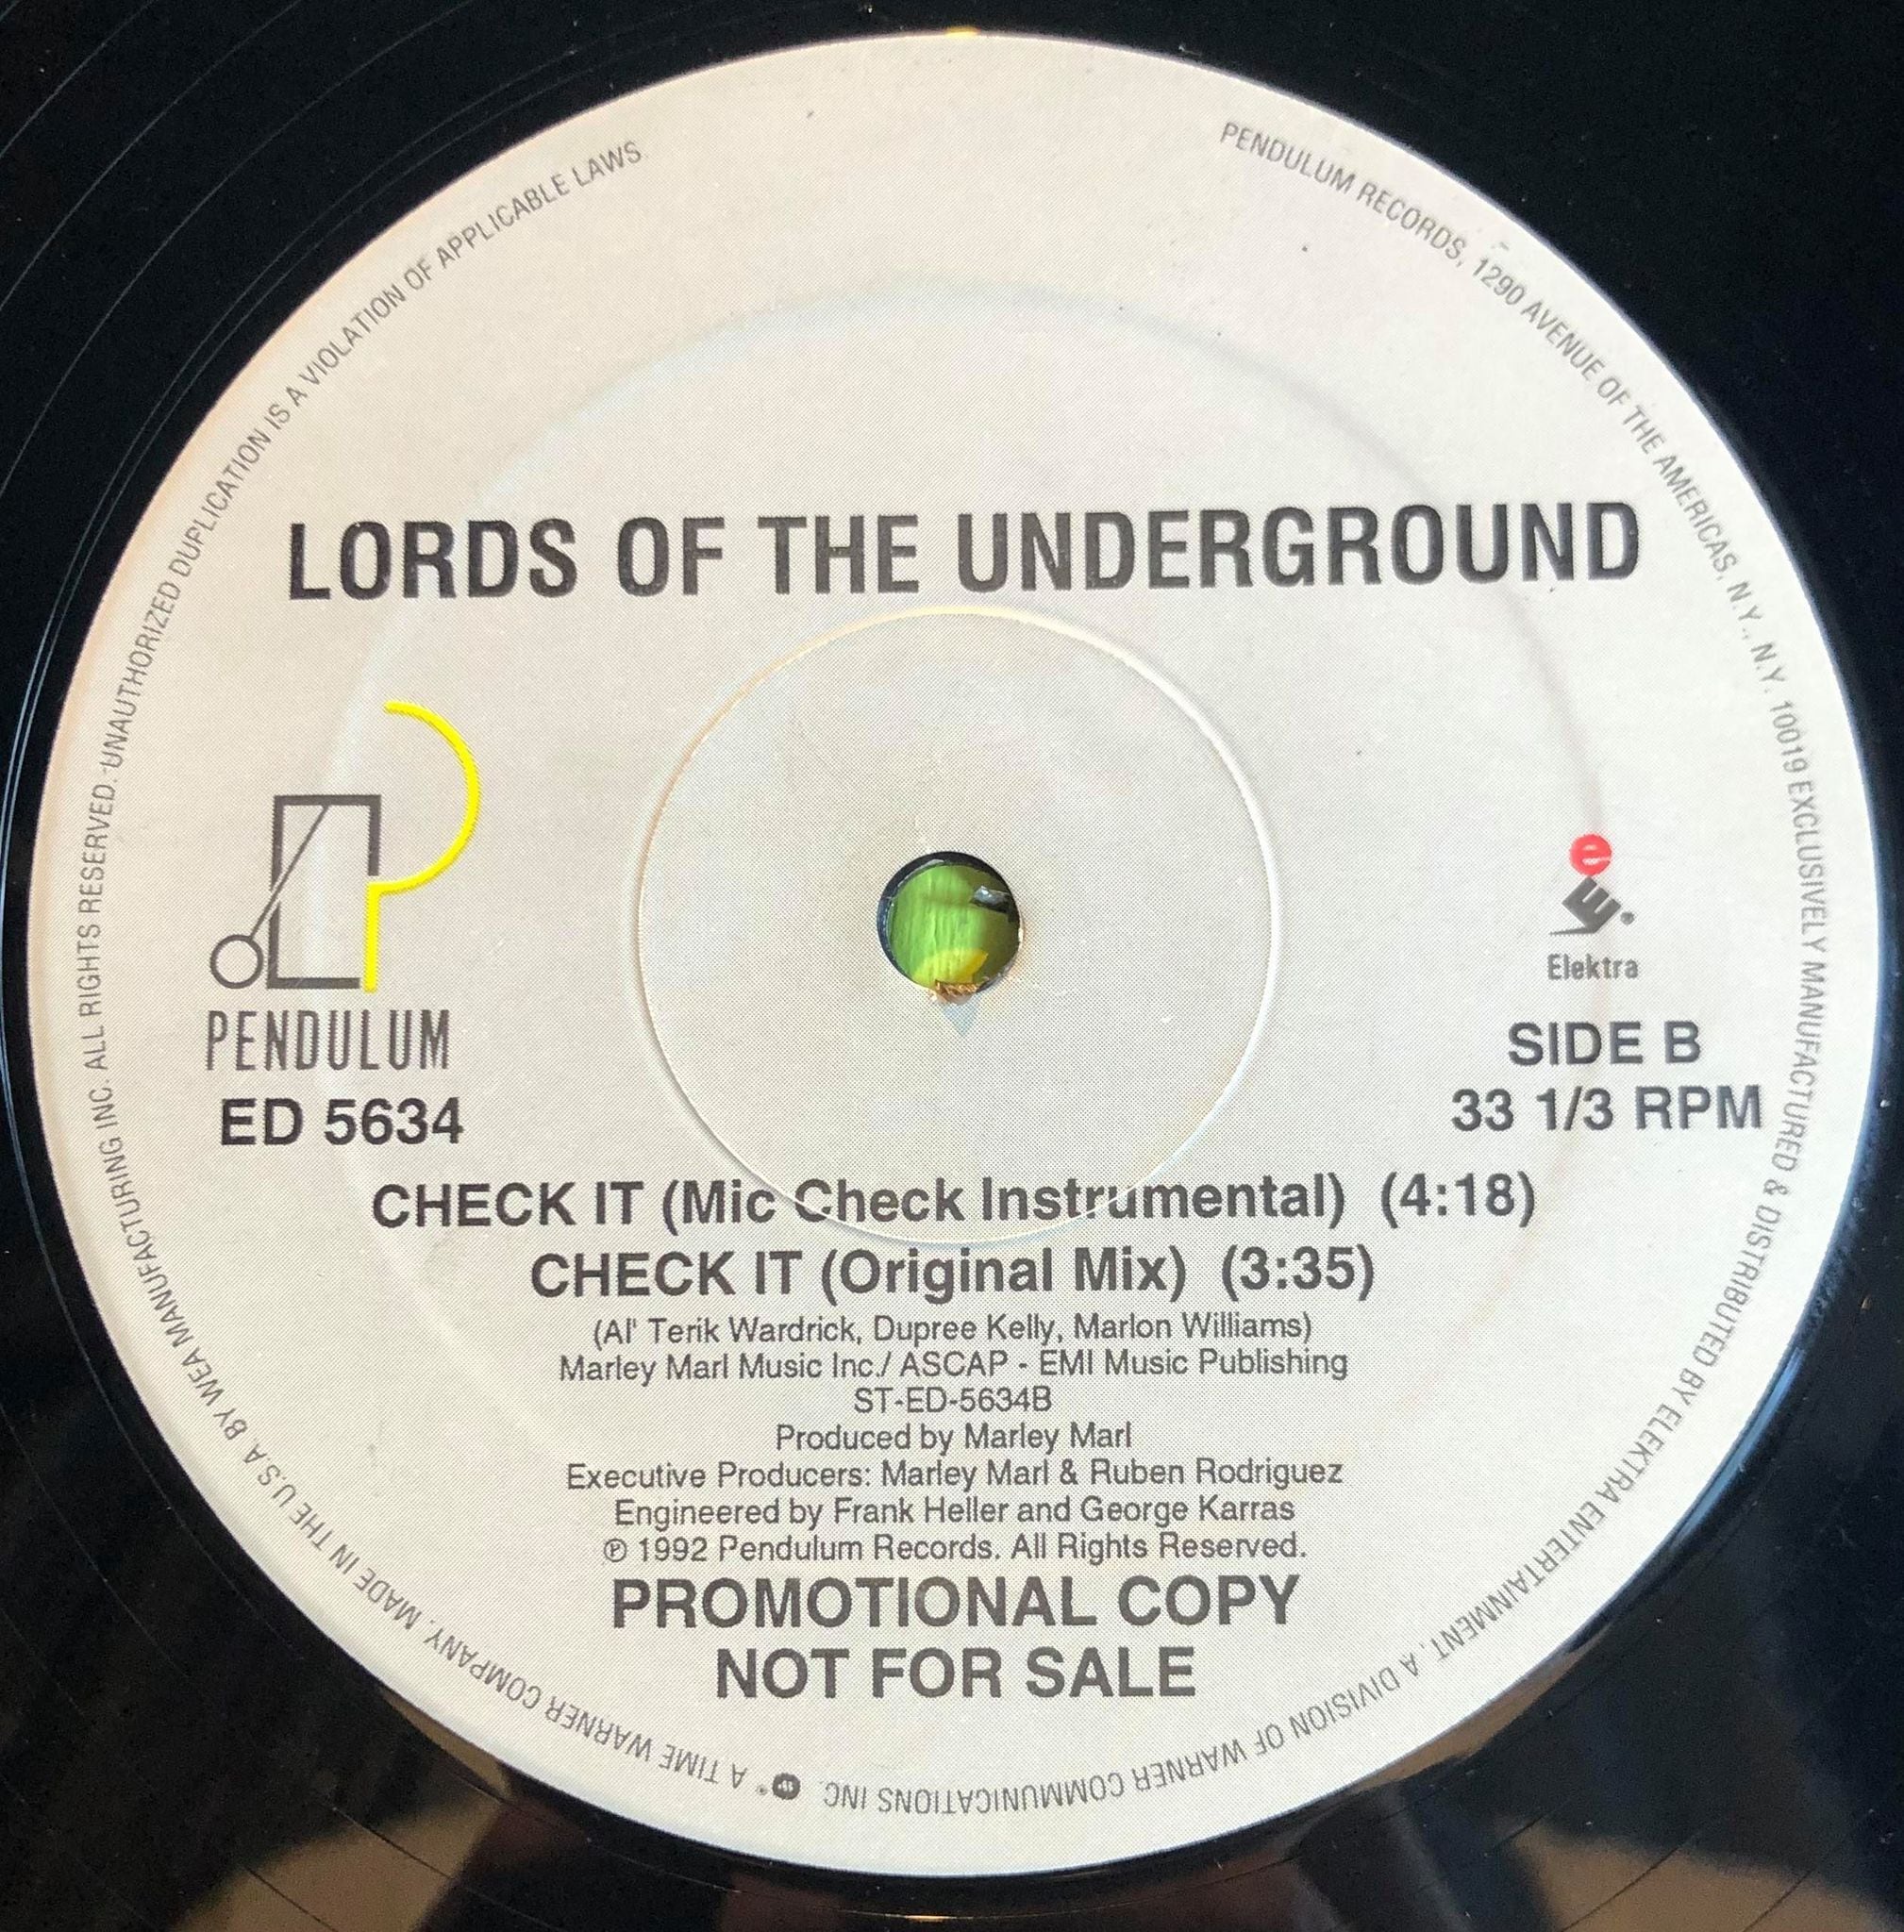 PENDULUM RECORDS, 1290 AVENUE OF THE AMERICAS, N.Y., N.Y. 10019 EXCLUSIVELY MANUFACTURED & DISTRIBUTED BY ELEKTRA ENTERTAINMENT, A DIVISION OF WARNER COMMUNICATIONS INC. ® A TIME WARNER COMPANY. MADE IN THE U.S.A. BY WEA MANUFACTURING INC. ALL RIGHTS RESERVED. UNAUTHORIZED DUPLICATION IS A VIOLATION OF APPLICABLE LAWS
LORDS OF THE UNDERGROUND
PENDULUM
ED 5634
e
Elektra
SIDE B
33 1/3 RPM
CHECK IT (Mic Check Instrumental) (4:18)
CHECK IT (Original Mix) (3:35)
(Al' Terik Wardrick, Dupree Kelly, Marlon Williams)
Marley Marl Music Inc./ ASCAP - EMI Music Publishing
ST-ED-5634B
Produced by Marley Marl
Executive Producers: Marley Marl & Ruben Rodriguez
Engineered by Frank Heller and George Karras
℗ 1992 Pendulum Records. All Rights Reserved.
PROMOTIONAL COPY
NOT FOR SALE